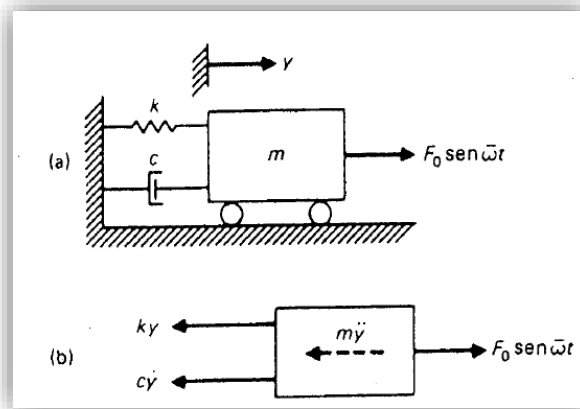 y
k
(a)
c
m
F₀ sen ω̄t
ky
mÿ
(b)
F₀ sen ω̄t
cẏ